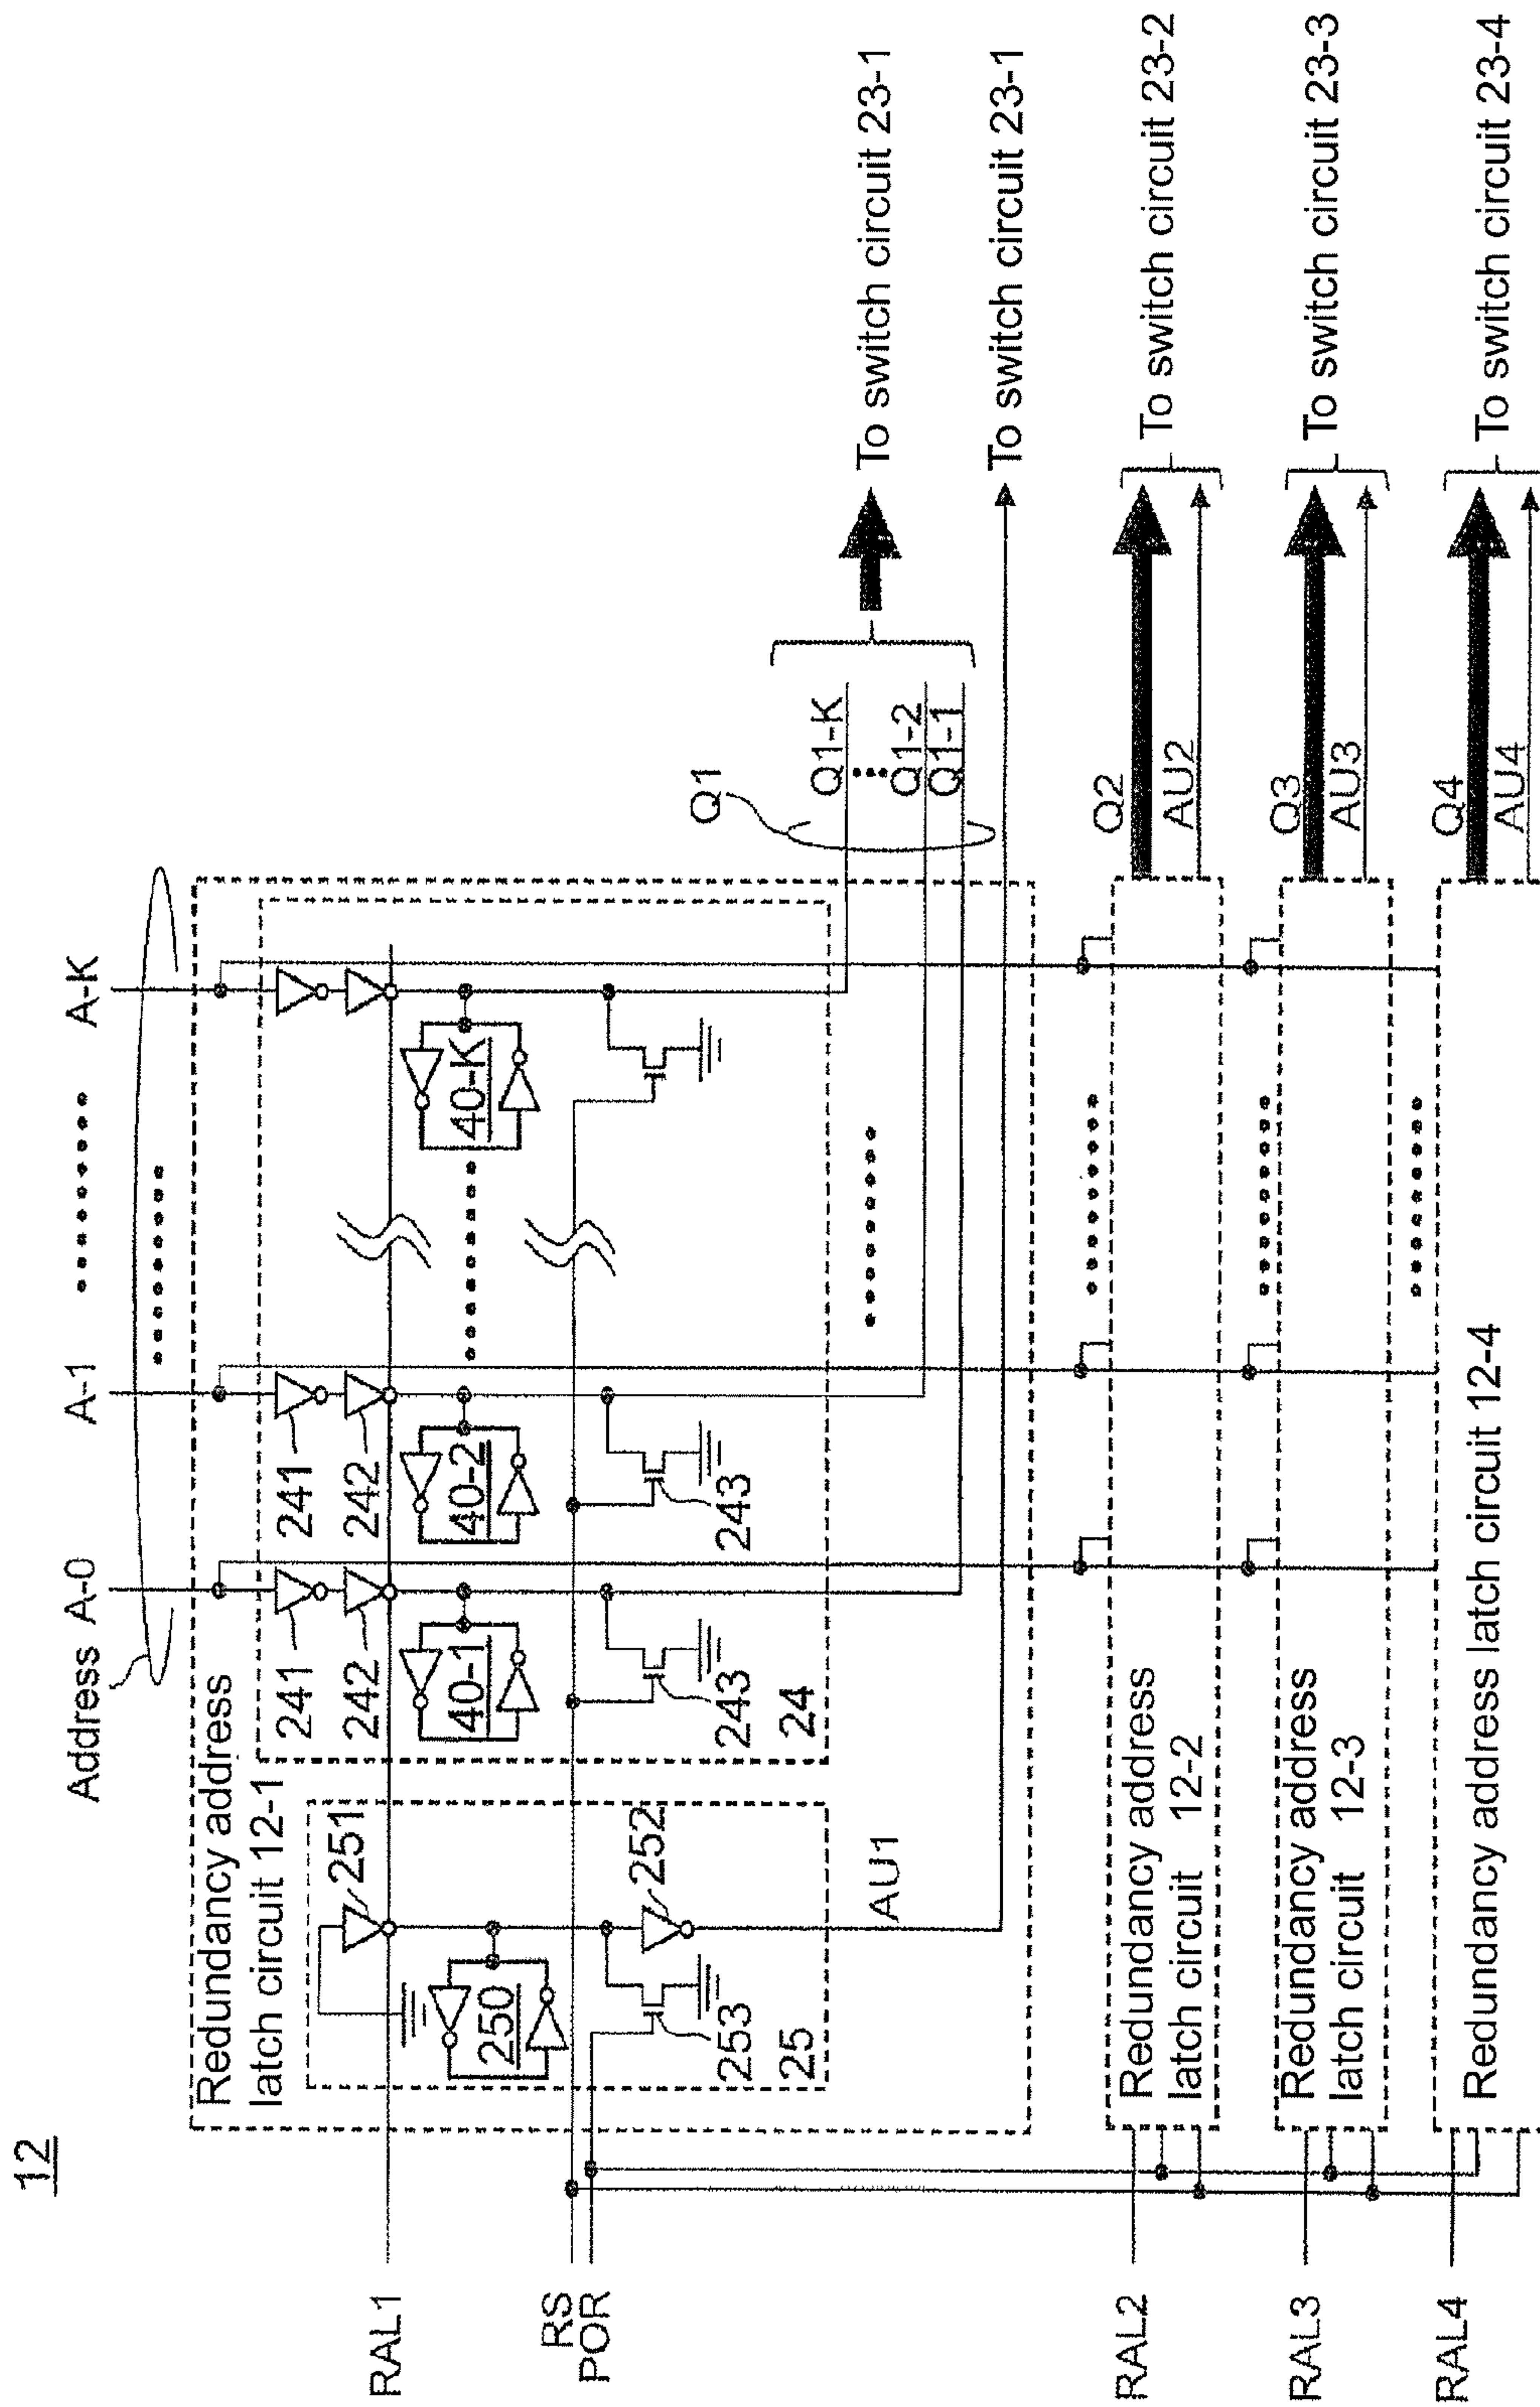 12
Address
A-0
A-1
A-K
Redundancy address
latch circuit 12-1
251
250
252
253
25
241
242
40-1
243
24
241
242
40-2
243
40-K
RAL1
RS
POR
AU1
Q1
Q1-K
Q1-2
Q1-1
To switch circuit 23-1
To switch circuit 23-1
RAL2
Redundancy address
latch circuit 12-2
Q2
AU2
To switch circuit 23-2
RAL3
Redundancy address
latch circuit 12-3
Q3
AU3
To switch circuit 23-3
RAL4
Redundancy address latch circuit 12-4
Q4
AU4
To switch circuit 23-4